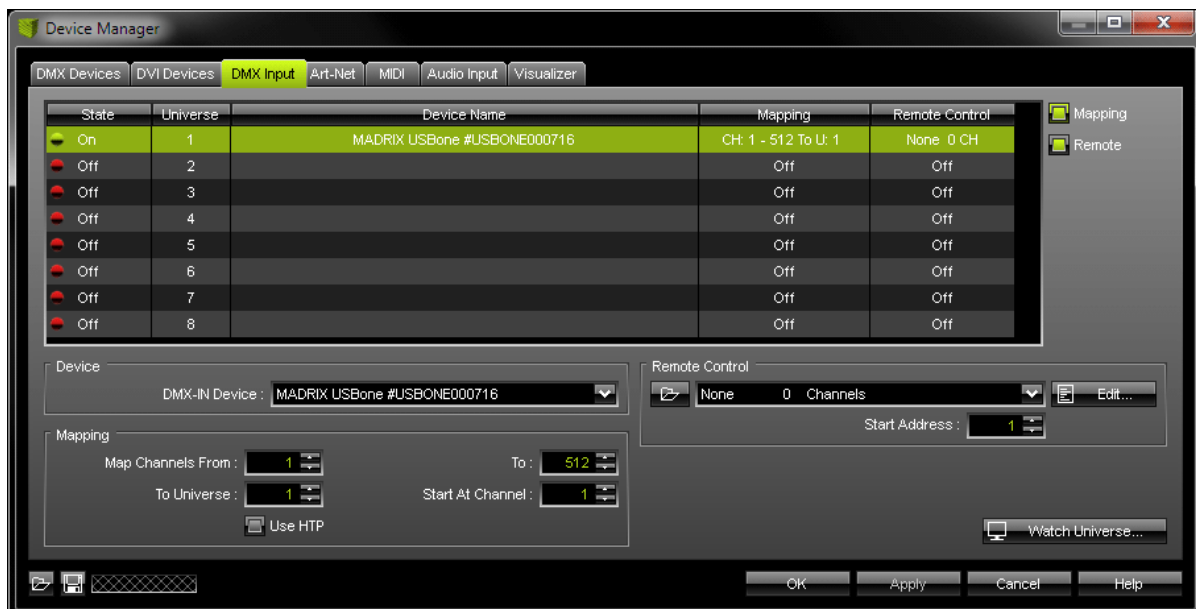 Device Manager
DMX Devices DVI Devices DMX Input Art-Net MIDI Audio Input Visualizer
State Universe Device Name Mapping Remote Control
On 1 MADRIX USBone #USBONE000716 CH: 1 - 512 To U: 1 None 0 CH
Off 2 Off Off
Off 3 Off Off
Off 4 Off Off
Off 5 Off Off
Off 6 Off Off
Off 7 Off Off
Off 8 Off Off
Mapping
Remote
Device
DMX-IN Device : MADRIX USBone #USBONE000716
Remote Control
None 0 Channels Edit...
Start Address : 1
Mapping
Map Channels From : 1 To : 512
To Universe : 1 Start At Channel : 1
Use HTP
Watch Universe...
OK Apply Cancel Help